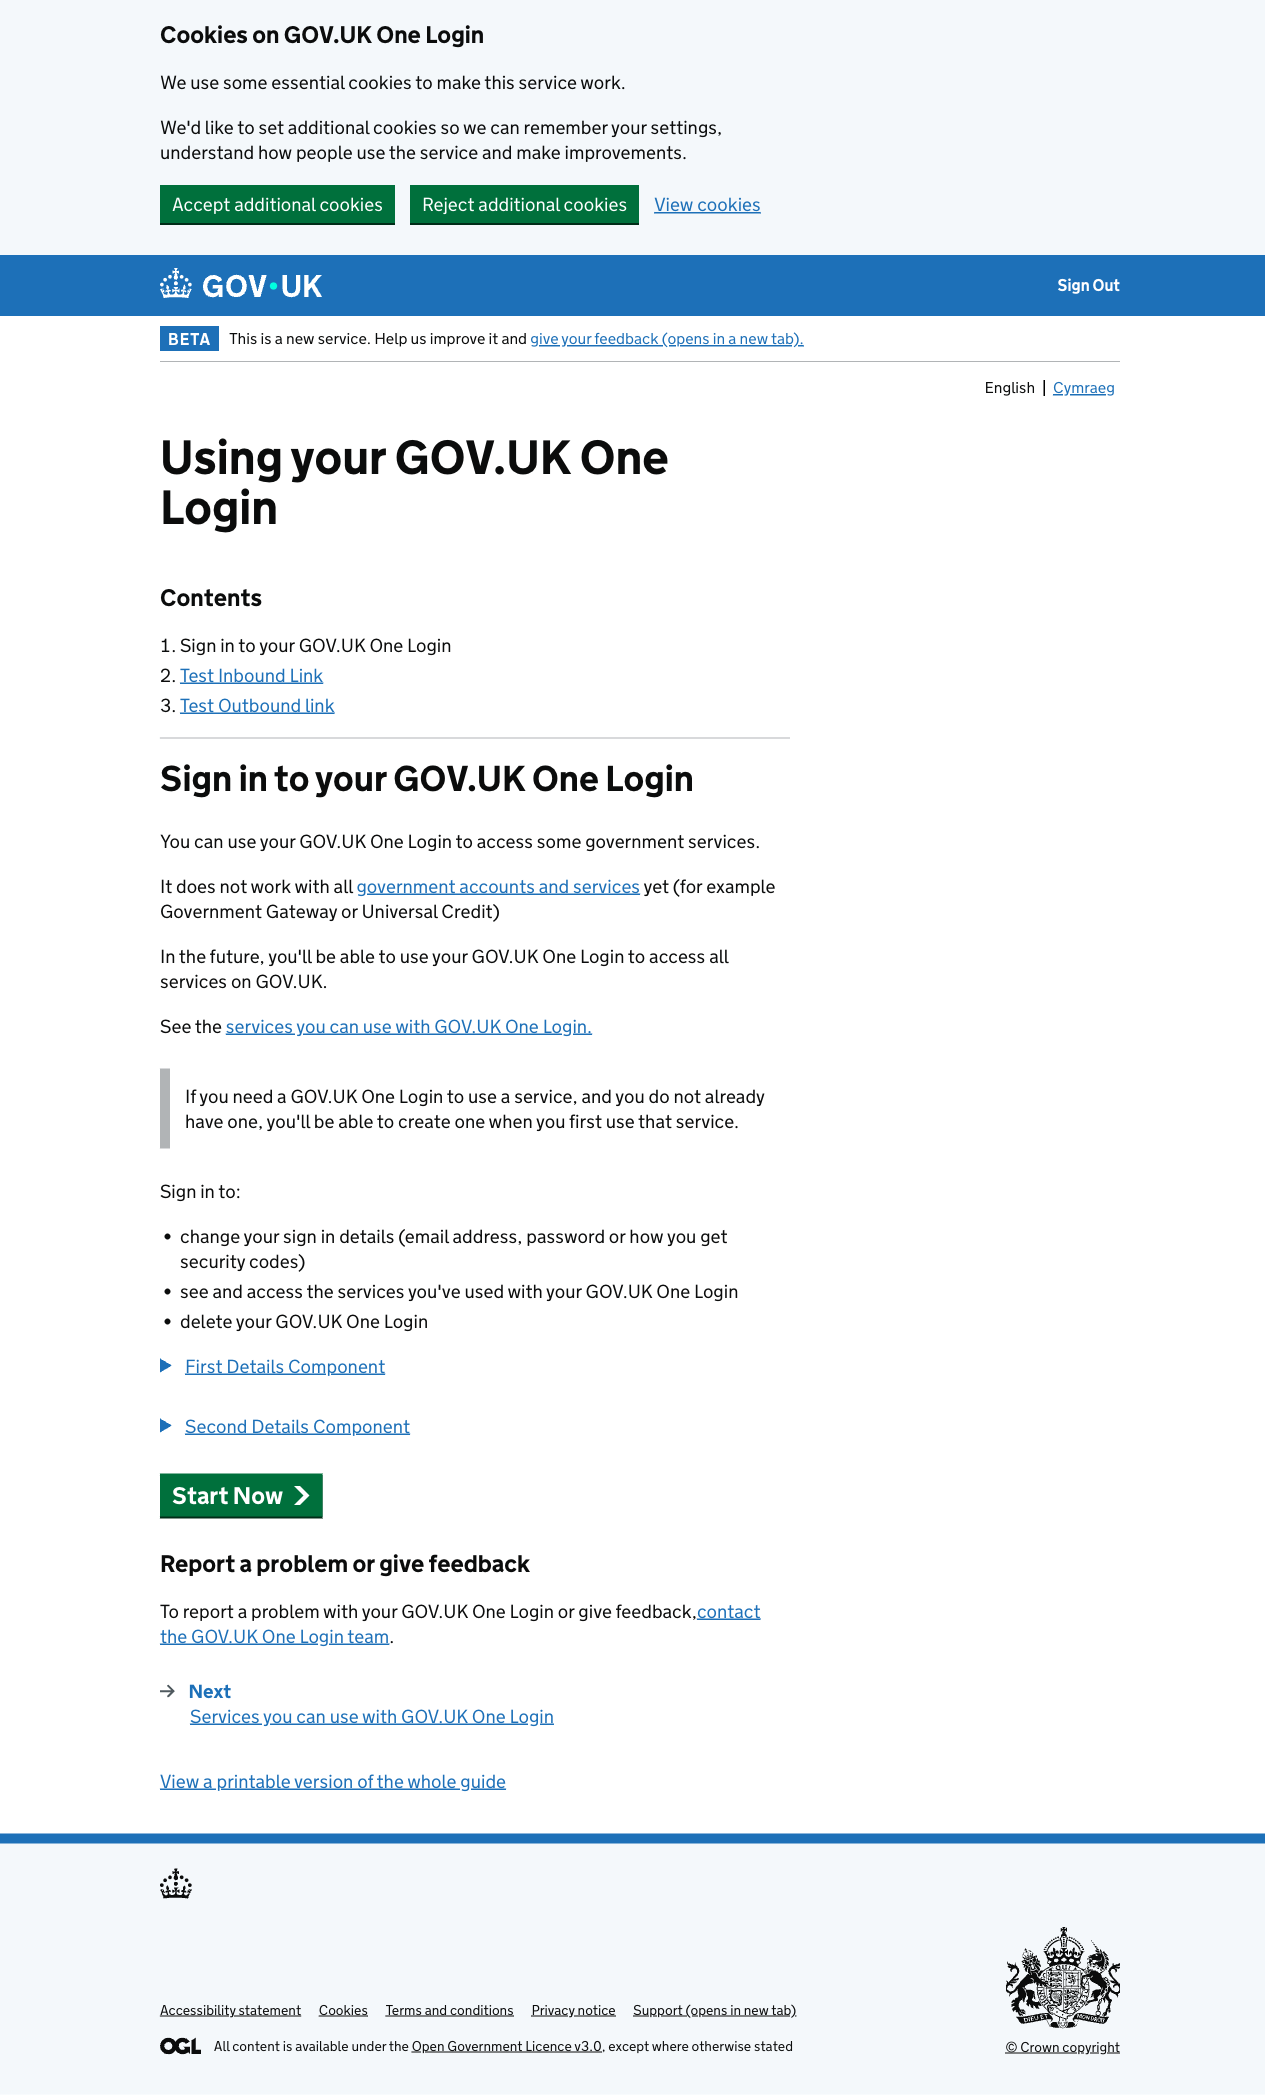 Cookies on GOV.UK One Login
We use some essential cookies to make this service work.
We'd like to set additional cookies so we can remember your settings,
understand how people use the service and make improvements.
Accept additional cookies Reject additional cookies View cookies
GOV·UK Sign Out
BETA This is a new service. Help us improve it and give your feedback (opens in a new tab).
English | Cymraeg
Using your GOV.UK One
Login
Contents
1. Sign in to your GOV.UK One Login
2. Test Inbound Link
3. Test Outbound link
Sign in to your GOV.UK One Login
You can use your GOV.UK One Login to access some government services.
It does not work with all government accounts and services yet (for example
Government Gateway or Universal Credit)
In the future, you'll be able to use your GOV.UK One Login to access all
services on GOV.UK.
See the services you can use with GOV.UK One Login.
If you need a GOV.UK One Login to use a service, and you do not already
have one, you'll be able to create one when you first use that service.
Sign in to:
• change your sign in details (email address, password or how you get
security codes)
• see and access the services you've used with your GOV.UK One Login
• delete your GOV.UK One Login
First Details Component
Second Details Component
Start Now
Report a problem or give feedback
To report a problem with your GOV.UK One Login or give feedback,contact
the GOV.UK One Login team.
Next
Services you can use with GOV.UK One Login
View a printable version of the whole guide
Accessibility statement Cookies Terms and conditions Privacy notice Support (opens in new tab)
OGL All content is available under the Open Government Licence v3.0, except where otherwise stated
© Crown copyright